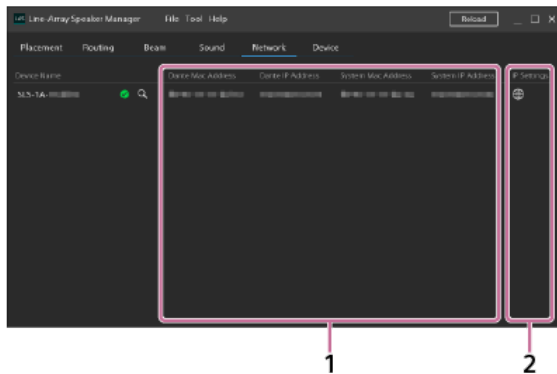 Line-Array Speaker Manager File Tool Help Reload
Placement Routing Beam Sound Network Device
Device Name Dante Mac Address Dante IP Address System Mac Address System IP Address IP Settings
SLS-1A-
1 2